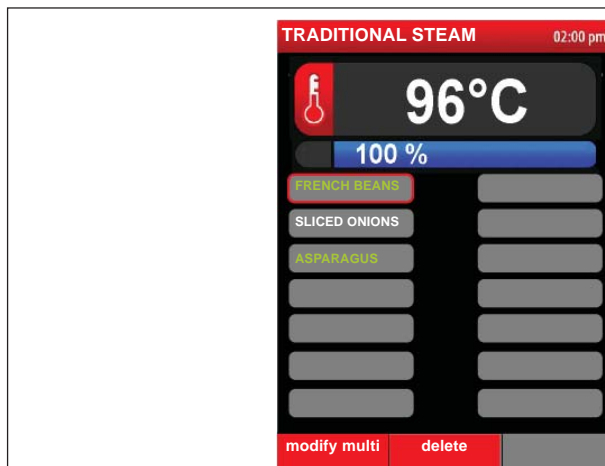 TRADITIONAL STEAM 02:00 pm
96°C
100 %
FRENCH BEANS
SLICED ONIONS
ASPARAGUS
modify multi delete